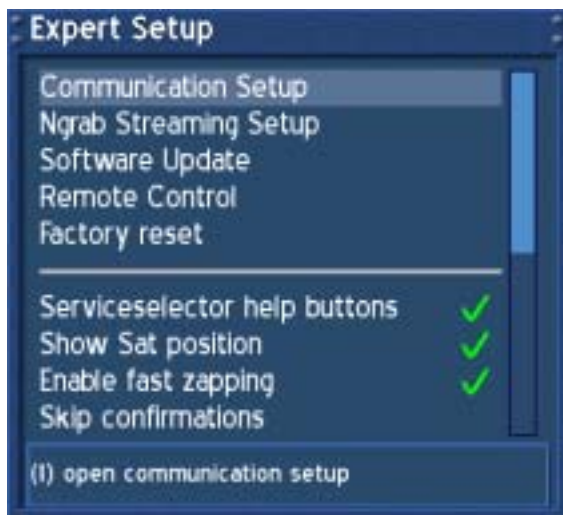 Expert Setup
Communication Setup
Ngrab Streaming Setup
Software Update
Remote Control
Factory reset
Serviceselector help buttons
Show Sat position
Enable fast zapping
Skip confirmations
(1) open communication setup